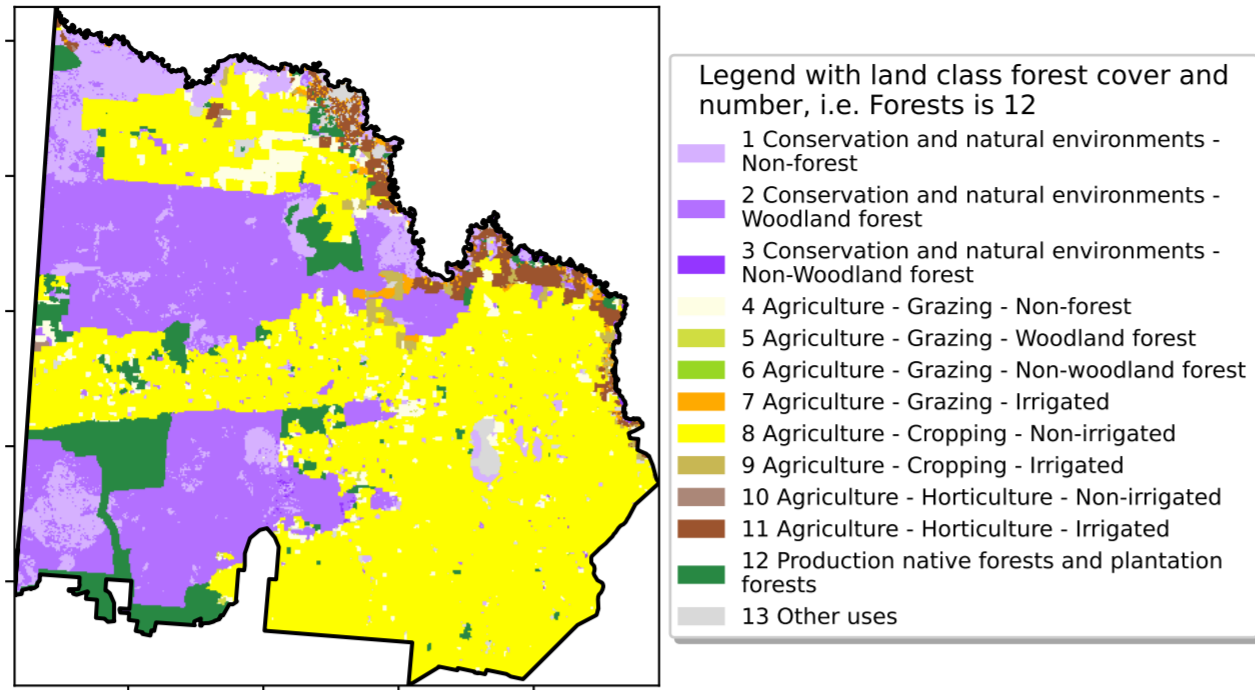 Legend with land class forest cover and
number, i.e. Forests is 12
1 Conservation and natural environments -
Non-forest
2 Conservation and natural environments -
Woodland forest
3 Conservation and natural environments -
Non-Woodland forest
4 Agriculture - Grazing - Non-forest
5 Agriculture - Grazing - Woodland forest
6 Agriculture - Grazing - Non-woodland forest
7 Agriculture - Grazing - Irrigated
8 Agriculture - Cropping - Non-irrigated
9 Agriculture - Cropping - Irrigated
10 Agriculture - Horticulture - Non-irrigated
11 Agriculture - Horticulture - Irrigated
12 Production native forests and plantation
forests
13 Other uses